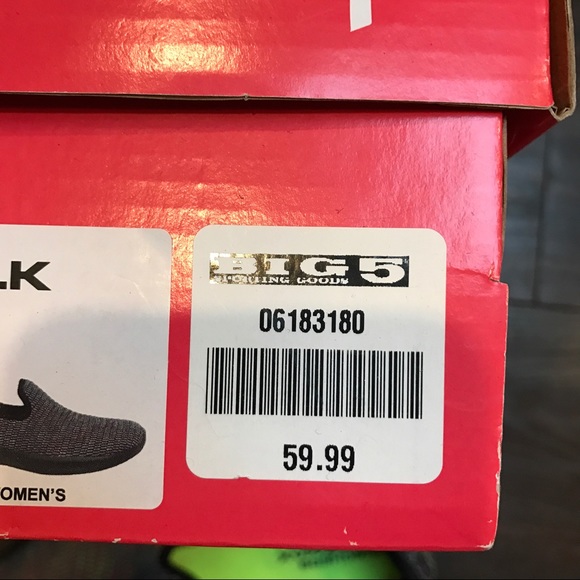 LK
BIG 5
SPORTING GOODS
06183180
59.99
OMEN'S